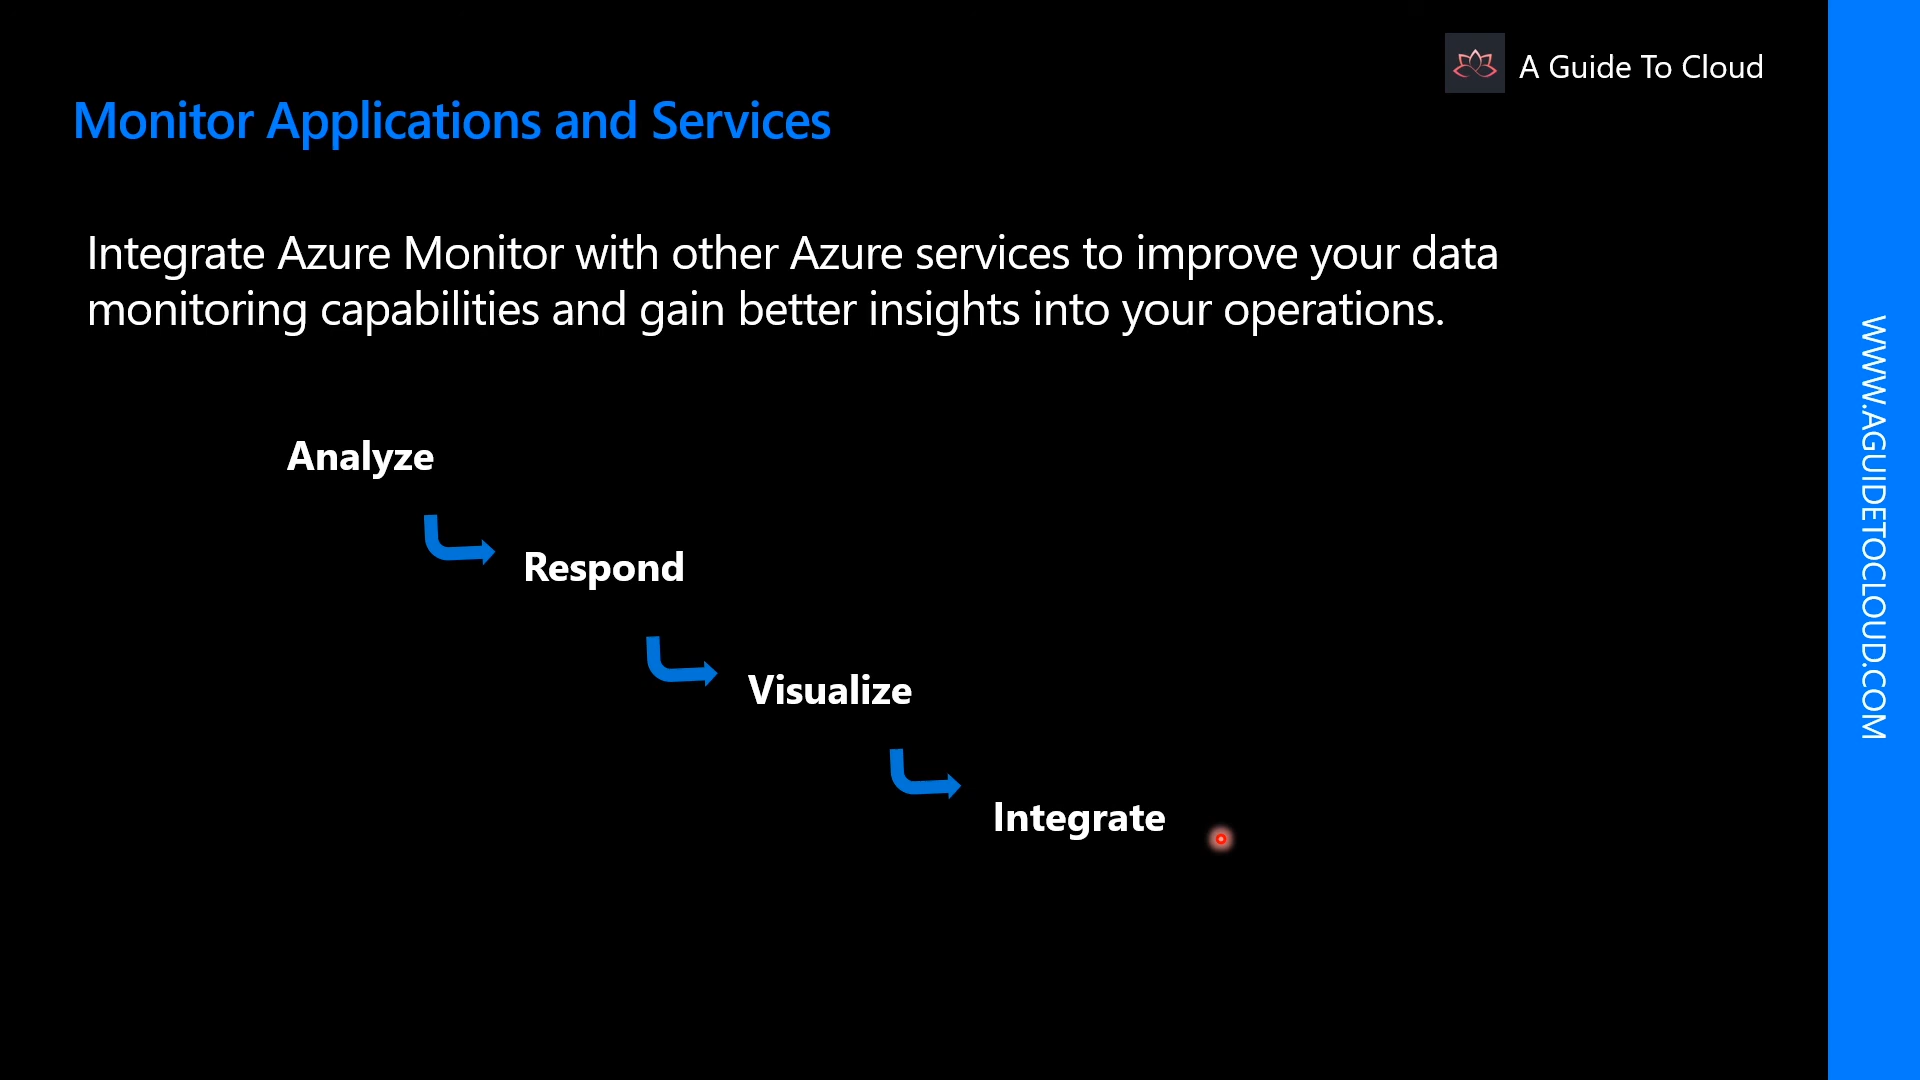 A Guide To Cloud
Monitor Applications and Services
Integrate Azure Monitor with other Azure services to improve your data
monitoring capabilities and gain better insights into your operations.
Analyze
Respond
Visualize
Integrate
WWW.AGUIDETOCLOUD.COM